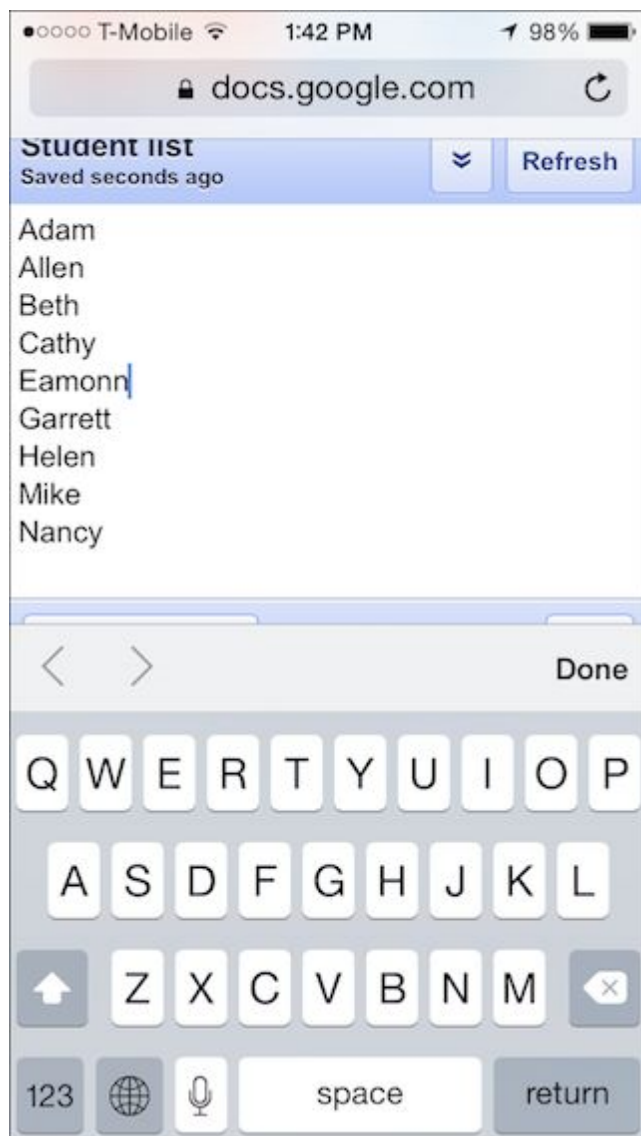 T-Mobile 1:42 PM 98%
docs.google.com
Student list
Saved seconds ago
Refresh
Adam
Allen
Beth
Cathy
Eamonn
Garrett
Helen
Mike
Nancy
Done
Q W E R T Y U I O P
A S D F G H J K L
Z X C V B N M
123 space return